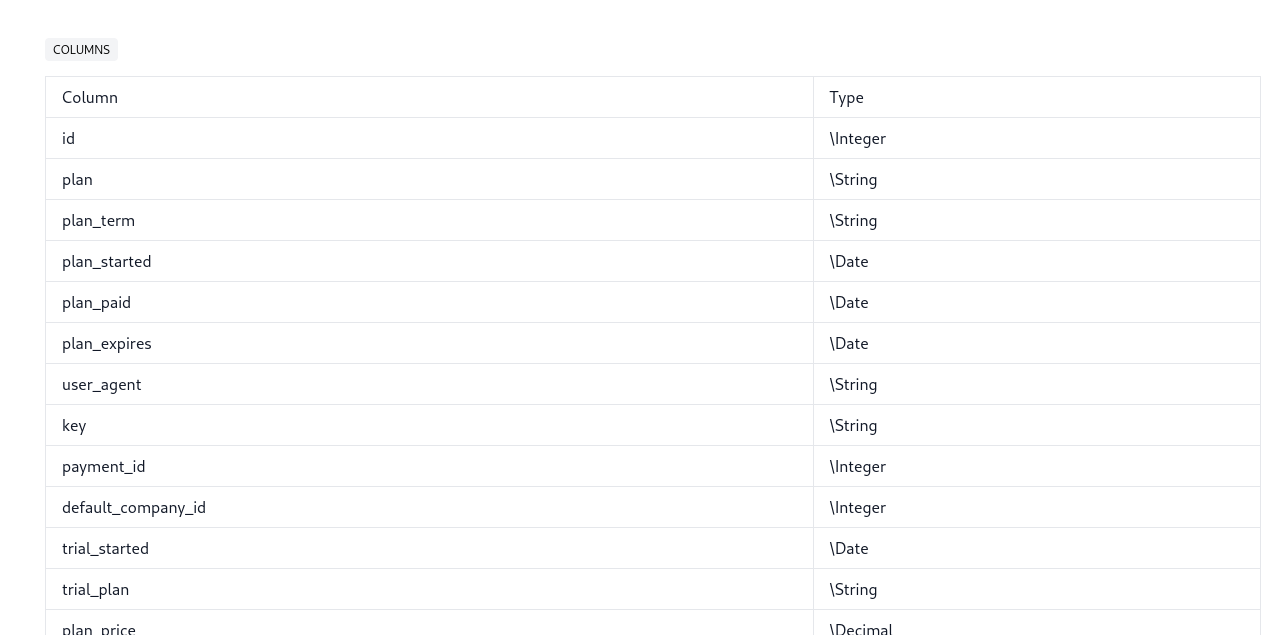 COLUMNS
Column Type
id \Integer
plan \String
plan_term \String
plan_started \Date
plan_paid \Date
plan_expires \Date
user_agent \String
key \String
payment_id \Integer
default_company_id \Integer
trial_started \Date
trial_plan \String
plan_price \Decimal